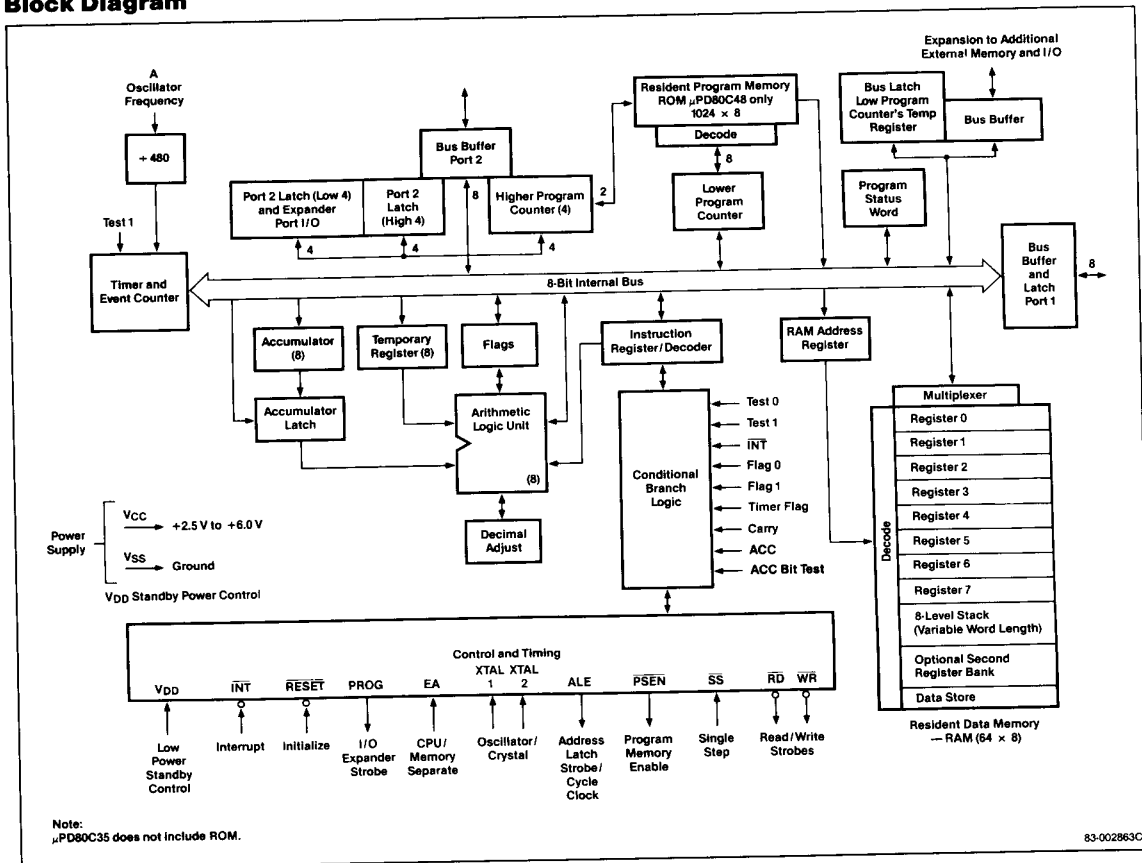 Block Diagram
A
Oscillator
Frequency
÷ 480
Test 1
Timer and
Event Counter
Bus Buffer
Port 2
Port 2 Latch (Low 4)
and Expander
Port I/O
Port 2
Latch
(High 4)
Higher Program
Counter (4)
8
4
4
4
2
Resident Program Memory
ROM µPD80C48 only
1024 × 8
Decode
8
Lower
Program
Counter
Expansion to Additional
External Memory and I/O
Bus Latch
Low Program
Counter's Temp
Register
Bus Buffer
Program
Status
Word
Bus
Buffer
and
Latch
Port 1
8
8-Bit Internal Bus
Accumulator
(8)
Temporary
Register (8)
Flags
Instruction
Register/Decoder
RAM Address
Register
Accumulator
Latch
Arithmetic
Logic Unit
(8)
Decimal
Adjust
Conditional
Branch
Logic
Test 0
Test 1
INT
Flag 0
Flag 1
Timer Flag
Carry
ACC
ACC Bit Test
Multiplexer
Decode
Register 0
Register 1
Register 2
Register 3
Register 4
Register 5
Register 6
Register 7
8-Level Stack
(Variable Word Length)
Optional Second
Register Bank
Data Store
Resident Data Memory
— RAM (64 × 8)
Power
Supply
VCC
+2.5 V to +6.0 V
VSS
Ground
VDD Standby Power Control
Control and Timing
VDD
INT
RESET
PROG
EA
XTAL XTAL
1 2
ALE
PSEN
SS
RD
WR
Low
Power
Standby
Control
Interrupt
Initialize
I/O
Expander
Strobe
CPU/
Memory
Separate
Oscillator/
Crystal
Address
Latch
Strobe/
Cycle
Clock
Program
Memory
Enable
Single
Step
Read/Write
Strobes
Note:
µPD80C35 does not include ROM.
83-002863C